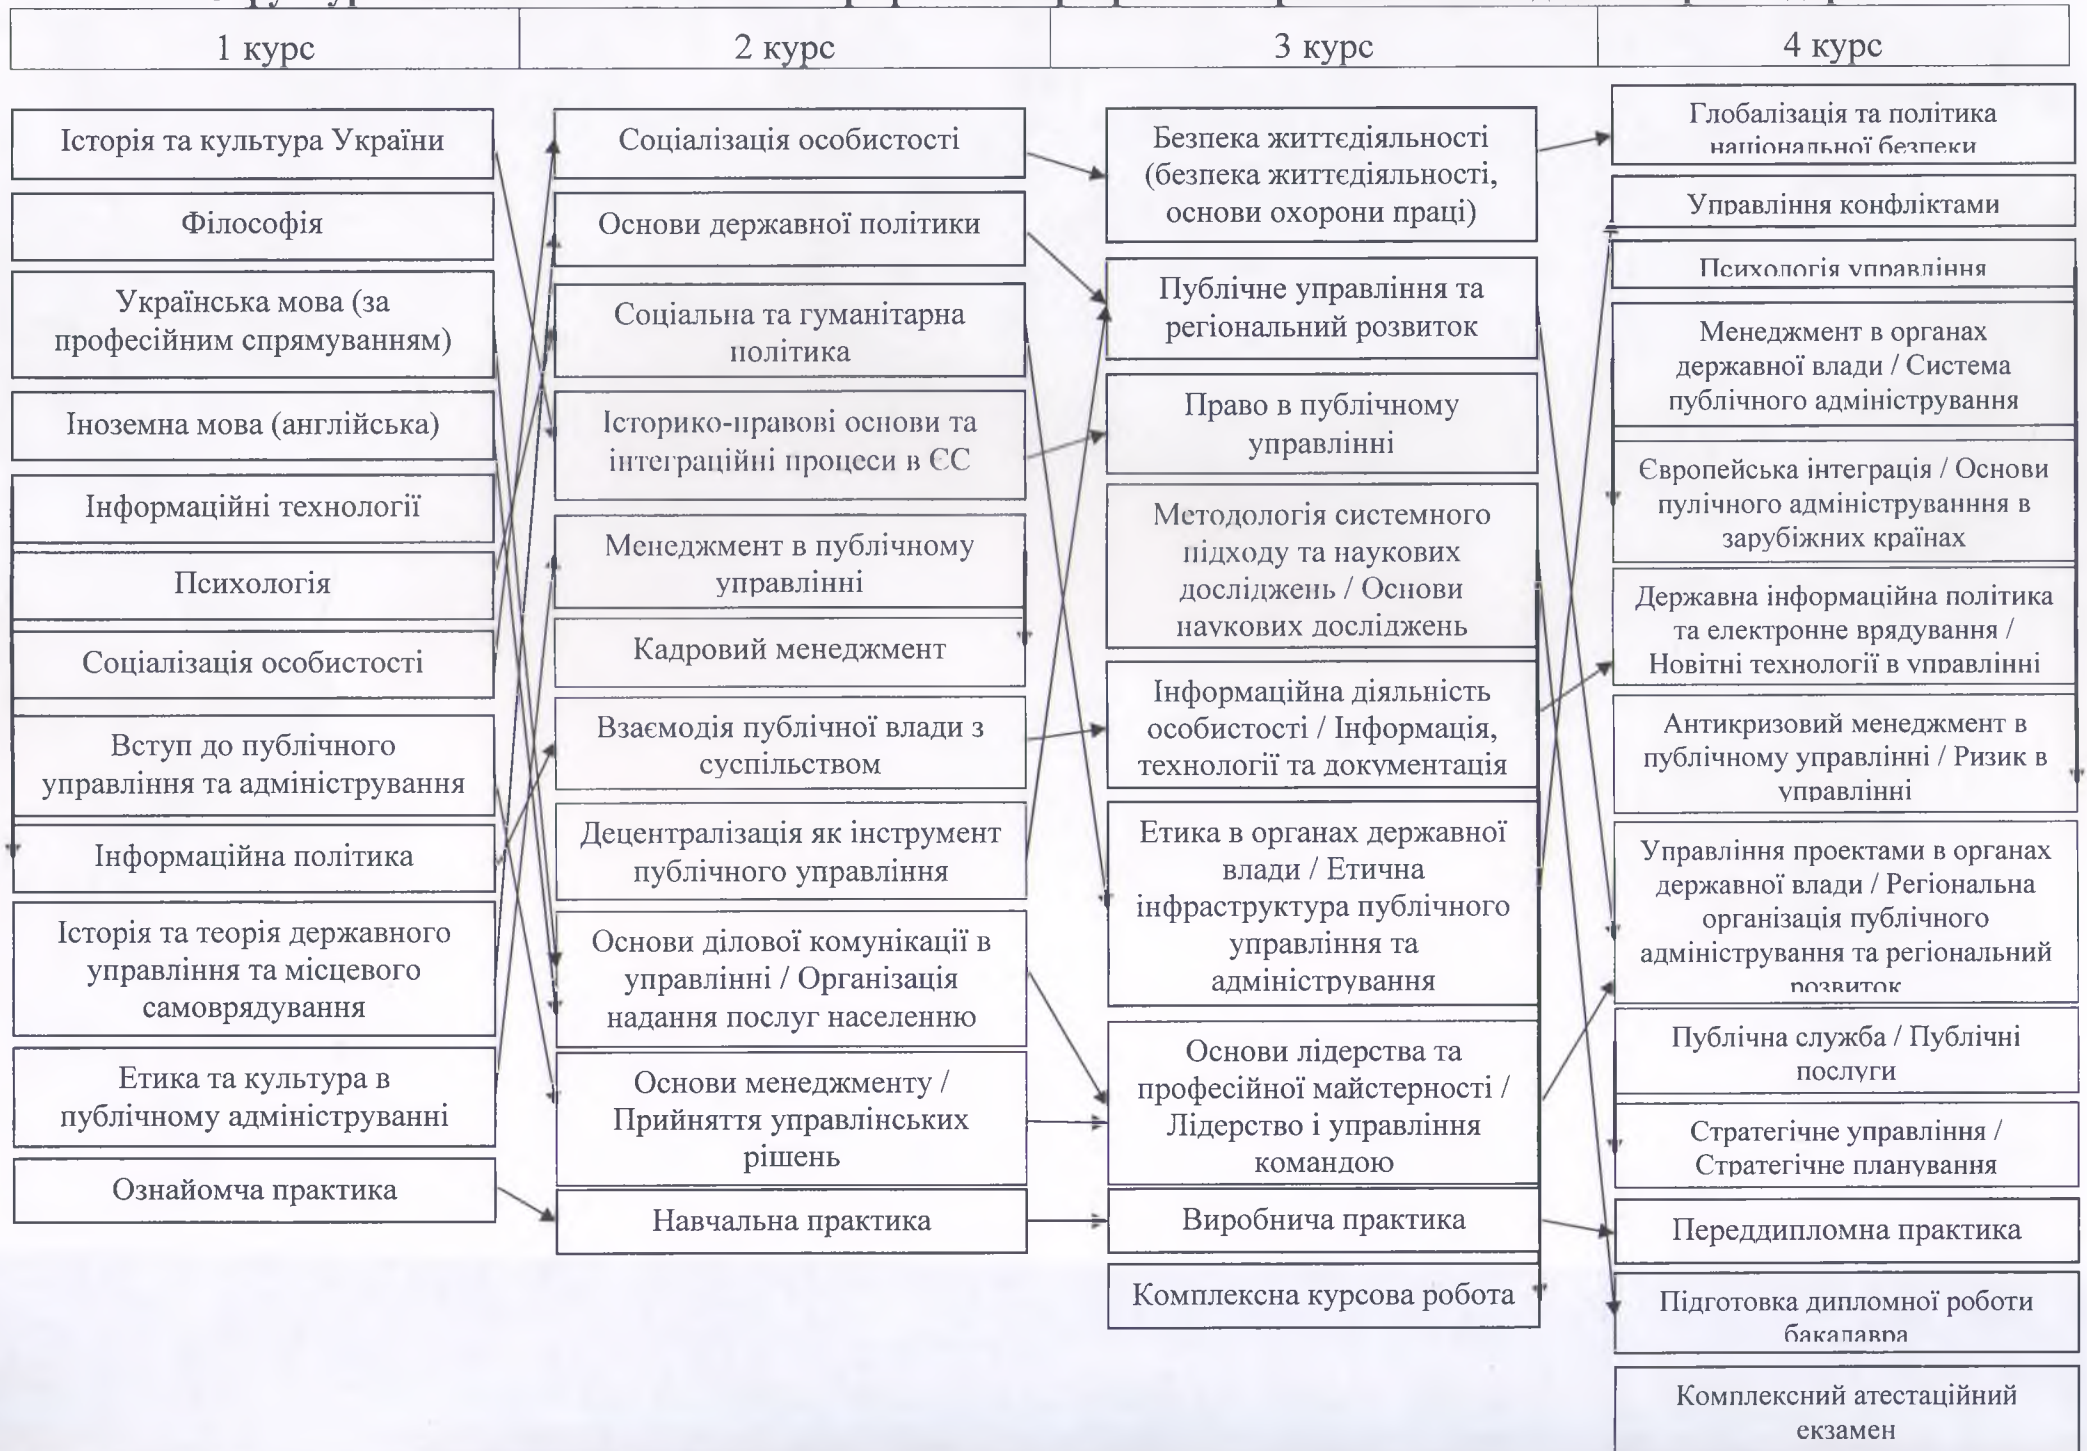 1 курс
2 курс
3 курс
4 курс
Історія та культура України
Філософія
Українська мова (за
професійним спрямуванням)
Іноземна мова (англійська)
Інформаційні технології
Психологія
Соціалізація особистості
Вступ до публічного
управління та адміністрування
Інформаційна політика
Історія та теорія державного
управління та місцевого
самоврядування
Етика та культура в
публічному адмініструванні
Ознайомча практика
Соціалізація особистості
Основи державної політики
Соціальна та гуманітарна
політика
Історико-правові основи та
інтеграційні процеси в ЄС
Менеджмент в публічному
управлінні
Кадровий менеджмент
Взаємодія публічної влади з
суспільством
Децентралізація як інструмент
публічного управління
Основи ділової комунікації в
управлінні / Організація
надання послуг населенню
Основи менеджменту /
Прийняття управлінських
рішень
Навчальна практика
Безпека життєдіяльності
(безпека життєдіяльності,
основи охорони праці)
Публічне управління та
регіональний розвиток
Право в публічному
управлінні
Методологія системного
підходу та наукових
досліджень / Основи
наукових досліджень
Інформаційна діяльність
особистості / Інформація,
технології та документація
Етика в органах державної
влади / Етична
інфраструктура публічного
управління та
адміністрування
Основи лідерства та
професійної майстерності /
Лідерство і управління
командою
Виробнича практика
Комплексна курсова робота
Глобалізація та політика
національної безпеки
Управління конфліктами
Психологія управління
Менеджмент в органах
державної влади / Система
публічного адміністрування
Європейська інтеграція / Основи
пулічного адмініструванння в
зарубіжних країнах
Державна інформаційна політика
та електронне врядування /
Новітні технології в управлінні
Антикризовий менеджмент в
публічному управлінні / Ризик в
управлінні
Управління проектами в органах
державної влади / Регіональна
організація публічного
адміністрування та регіональний
розвиток
Публічна служба / Публічні
послуги
Стратегічне управління /
Стратегічне планування
Переддипломна практика
Підготовка дипломної роботи
бакалавра
Комплексний атестаційний
екзамен